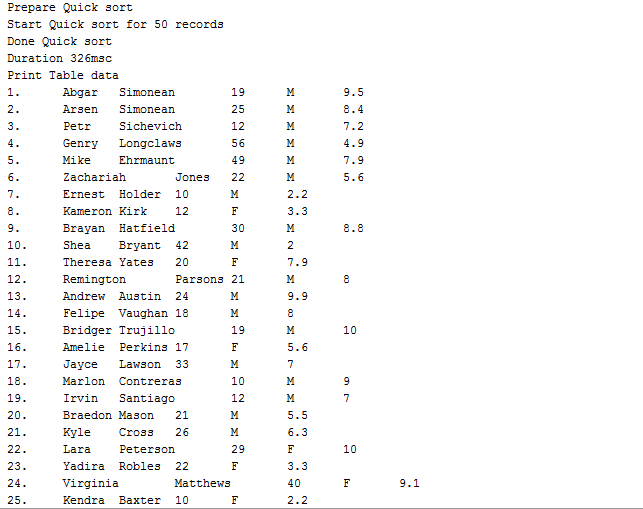 Prepare Quick sort
Start Quick sort for 50 records
Done Quick sort
Duration 326msc
Print Table data
1. Abgar Simonean 19 M 9.5
2. Arsen Simonean 25 M 8.4
3. Petr Sichevich 12 M 7.2
4. Genry Longclaws 56 M 4.9
5. Mike Ehrmaunt 49 M 7.9
6. Zachariah Jones 22 M 5.6
7. Ernest Holder 10 M 2.2
8. Kameron Kirk 12 F 3.3
9. Brayan Hatfield 30 M 8.8
10. Shea Bryant 42 M 2
11. Theresa Yates 20 F 7.9
12. Remington Parsons 21 M 8
13. Andrew Austin 24 M 9.9
14. Felipe Vaughan 18 M 8
15. Bridger Trujillo 19 M 10
16. Amelie Perkins 17 F 5.6
17. Jayce Lawson 33 M 7
18. Marlon Contreras 10 M 9
19. Irvin Santiago 12 M 7
20. Braedon Mason 21 M 5.5
21. Kyle Cross 26 M 6.3
22. Lara Peterson 29 F 10
23. Yadira Robles 22 F 3.3
24. Virginia Matthews 40 F 9.1
25. Kendra Baxter 10 F 2.2